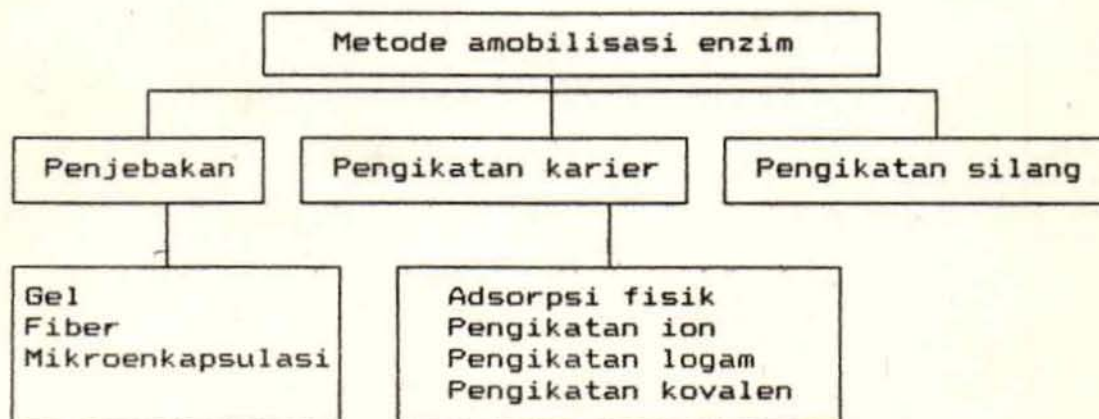 Metode amobilisasi enzim
Penjebakan
Pengikatan karier
Pengikatan silang
Gel
Fiber
Mikroenkapsulasi
Adsorpsi fisik
Pengikatan ion
Pengikatan logam
Pengikatan kovalen